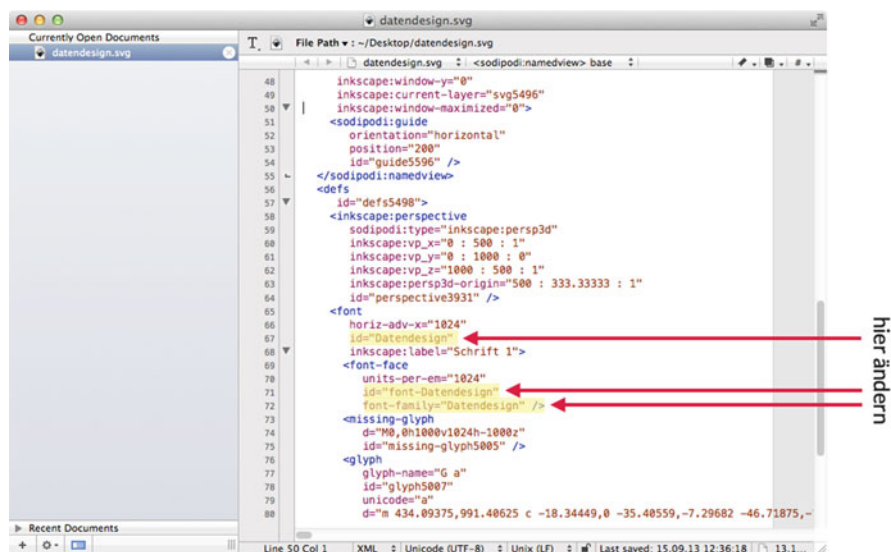 datendesign.svg
Currently Open Documents
datendesign.svg
File Path ▾ : ~/Desktop/datendesign.svg
datendesign.svg <sodipodi:namedview> base
48 inkscape:window-y="0"
49 inkscape:current-layer="svg5496"
50 inkscape:window-maximized="0">
51 <sodipodi:guide
52 orientation="horizontal"
53 position="200"
54 id="guide5596" />
55 </sodipodi:namedview>
56 <defs
57 id="defs5498">
58 <inkscape:perspective
59 sodipodi:type="inkscape:persp3d"
60 inkscape:vp_x="0 : 500 : 1"
61 inkscape:vp_y="0 : 1000 : 0"
62 inkscape:vp_z="1000 : 500 : 1"
63 inkscape:persp3d-origin="500 : 333.33333 : 1"
64 id="perspective3931" />
65 <font
66 horiz-adv-x="1024"
67 id="Datendesign"
68 inkscape:label="Schrift 1">
69 <font-face
70 units-per-em="1024"
71 id="font-Datendesign"
72 font-family="Datendesign" />
73 <missing-glyph
74 d="M0,0h1000v1024h-1000z"
75 id="missing-glyph5005" />
76 <glyph
77 glyph-name="G a"
78 id="glyph5007"
79 unicode="a"
80 d="m 434.09375,991.40625 c -18.34449,0 -35.40559,-7.29682 -46.71875,-
hier ändern
Recent Documents
Line 50 Col 1 XML Unicode (UTF-8) Unix (LF) Last saved: 15.09.13 12:36:18 13.1...